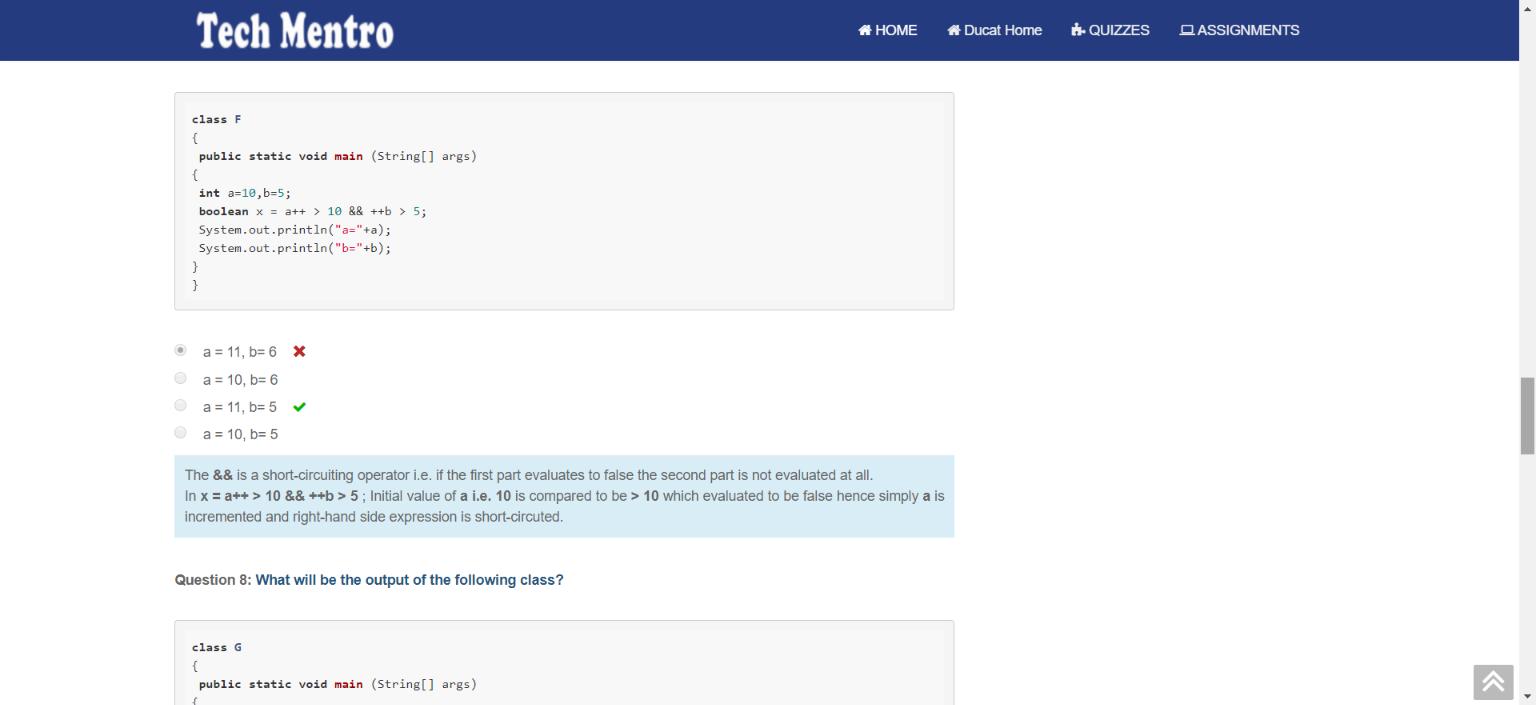 Tech Mentro
HOME Ducat Home QUIZZES ASSIGNMENTS
class F
{
public static void main (String[] args)
{
int a=10,b=5;
boolean x = a++ > 10 && ++b > 5;
System.out.println("a="+a);
System.out.println("b="+b);
}
}
a = 11, b= 6
a = 10, b= 6
a = 11, b= 5
a = 10, b= 5
The && is a short-circuiting operator i.e. if the first part evaluates to false the second part is not evaluated at all.
In x = a++ > 10 && ++b > 5 ; Initial value of a i.e. 10 is compared to be > 10 which evaluated to be false hence simply a is
incremented and right-hand side expression is short-circuted.
Question 8: What will be the output of the following class?
class G
{
public static void main (String[] args)
{